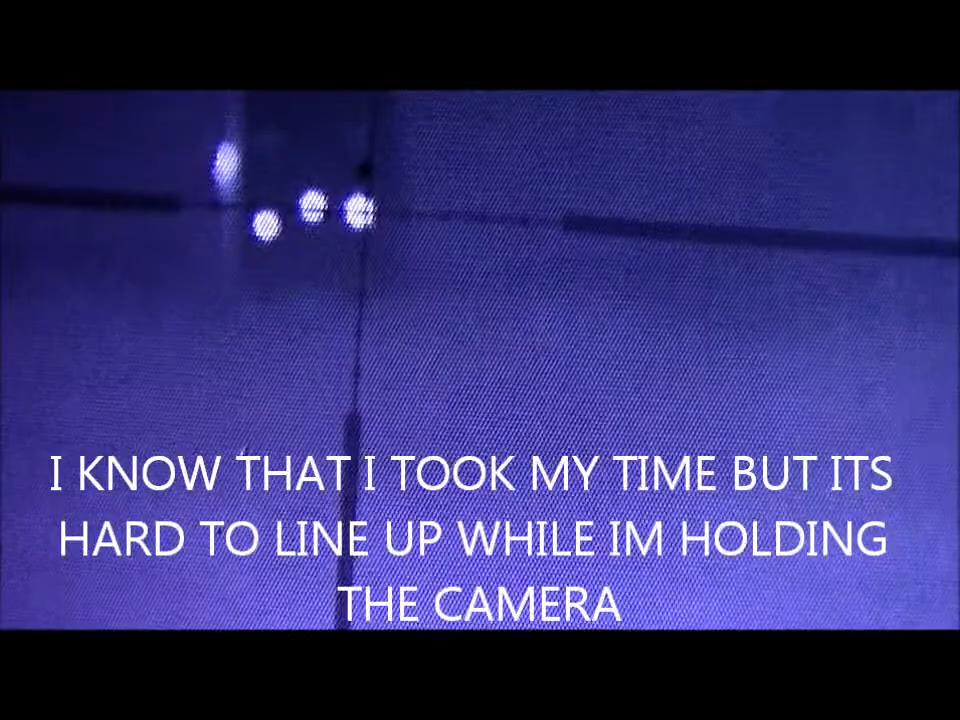 I KNOW THAT I TOOK MY TIME BUT ITS
HARD TO LINE UP WHILE IM HOLDING
THE CAMERA